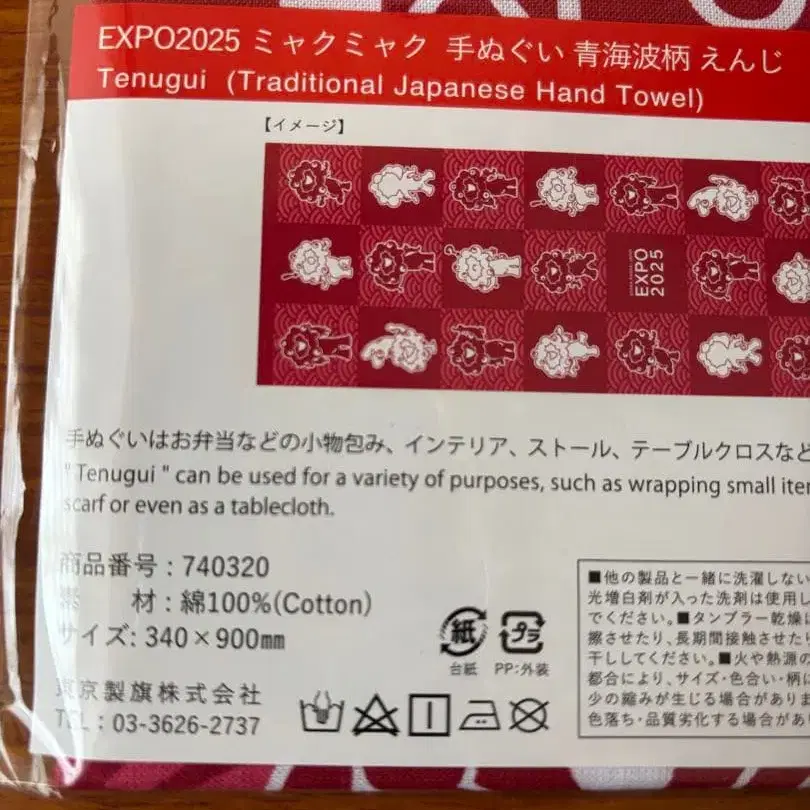 EXPO2025 ミャクミャク 手ぬぐい 青海波柄 えんじ
Tenugui (Traditional Japanese Hand Towel)
【イメージ】
EXPO
2025
手ぬぐいはお弁当などの小物包み、インテリア、ストール、テーブルクロスなど
" Tenugui " can be used for a variety of purposes, such as wrapping small
scarf or even as a tablecloth.
商品番号 : 740320
素 材 : 綿100%(Cotton)
サイズ: 340×900mm
東京製旗株式会社
TEL : 03-3626-2737
紙
台紙
プラ
PP:外装
■他の製品と一緒に洗濯しない
光増白剤が入った洗剤は使用し
でください。■タンブラー乾燥に
擦させたり、長期間接触させたり
干ししてください。■火や熱源の
都合により、サイズ・色合い・柄に
少の縮みが生じる場合があります
色落ち・品質劣化する場合があ